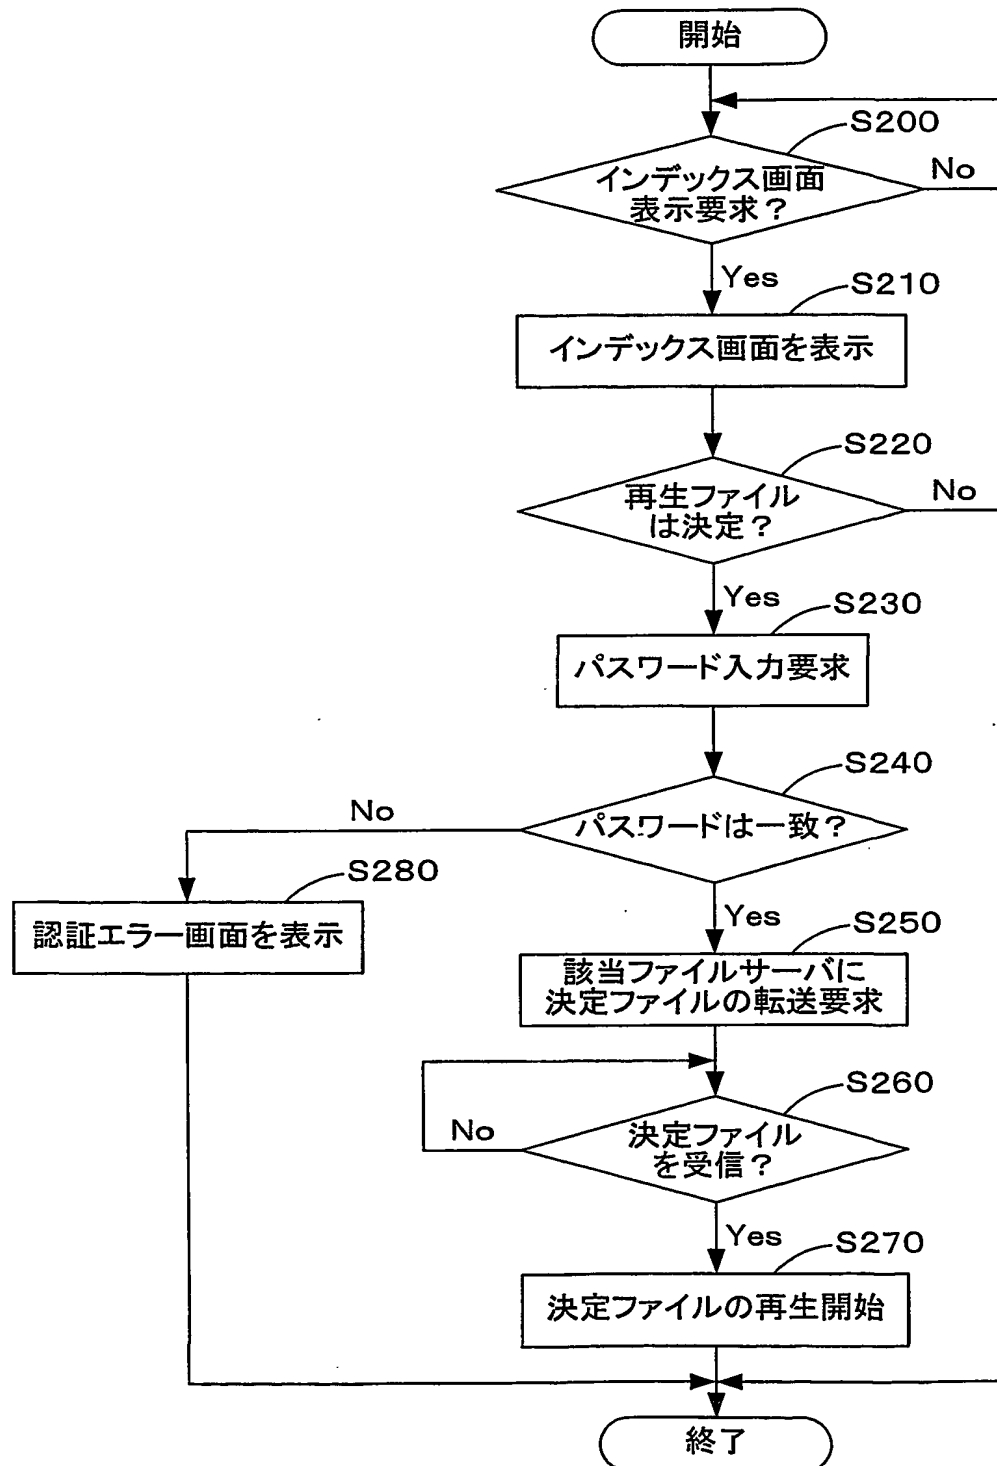 開始
S200
インデックス画面
表示要求？
No
Yes
S210
インデックス画面を表示
S220
再生ファイル
は決定？
No
Yes
S230
パスワード入力要求
S240
パスワードは一致？
No
Yes
S280
認証エラー画面を表示
S250
該当ファイルサーバに
決定ファイルの転送要求
S260
決定ファイル
を受信？
No
Yes
S270
決定ファイルの再生開始
終了